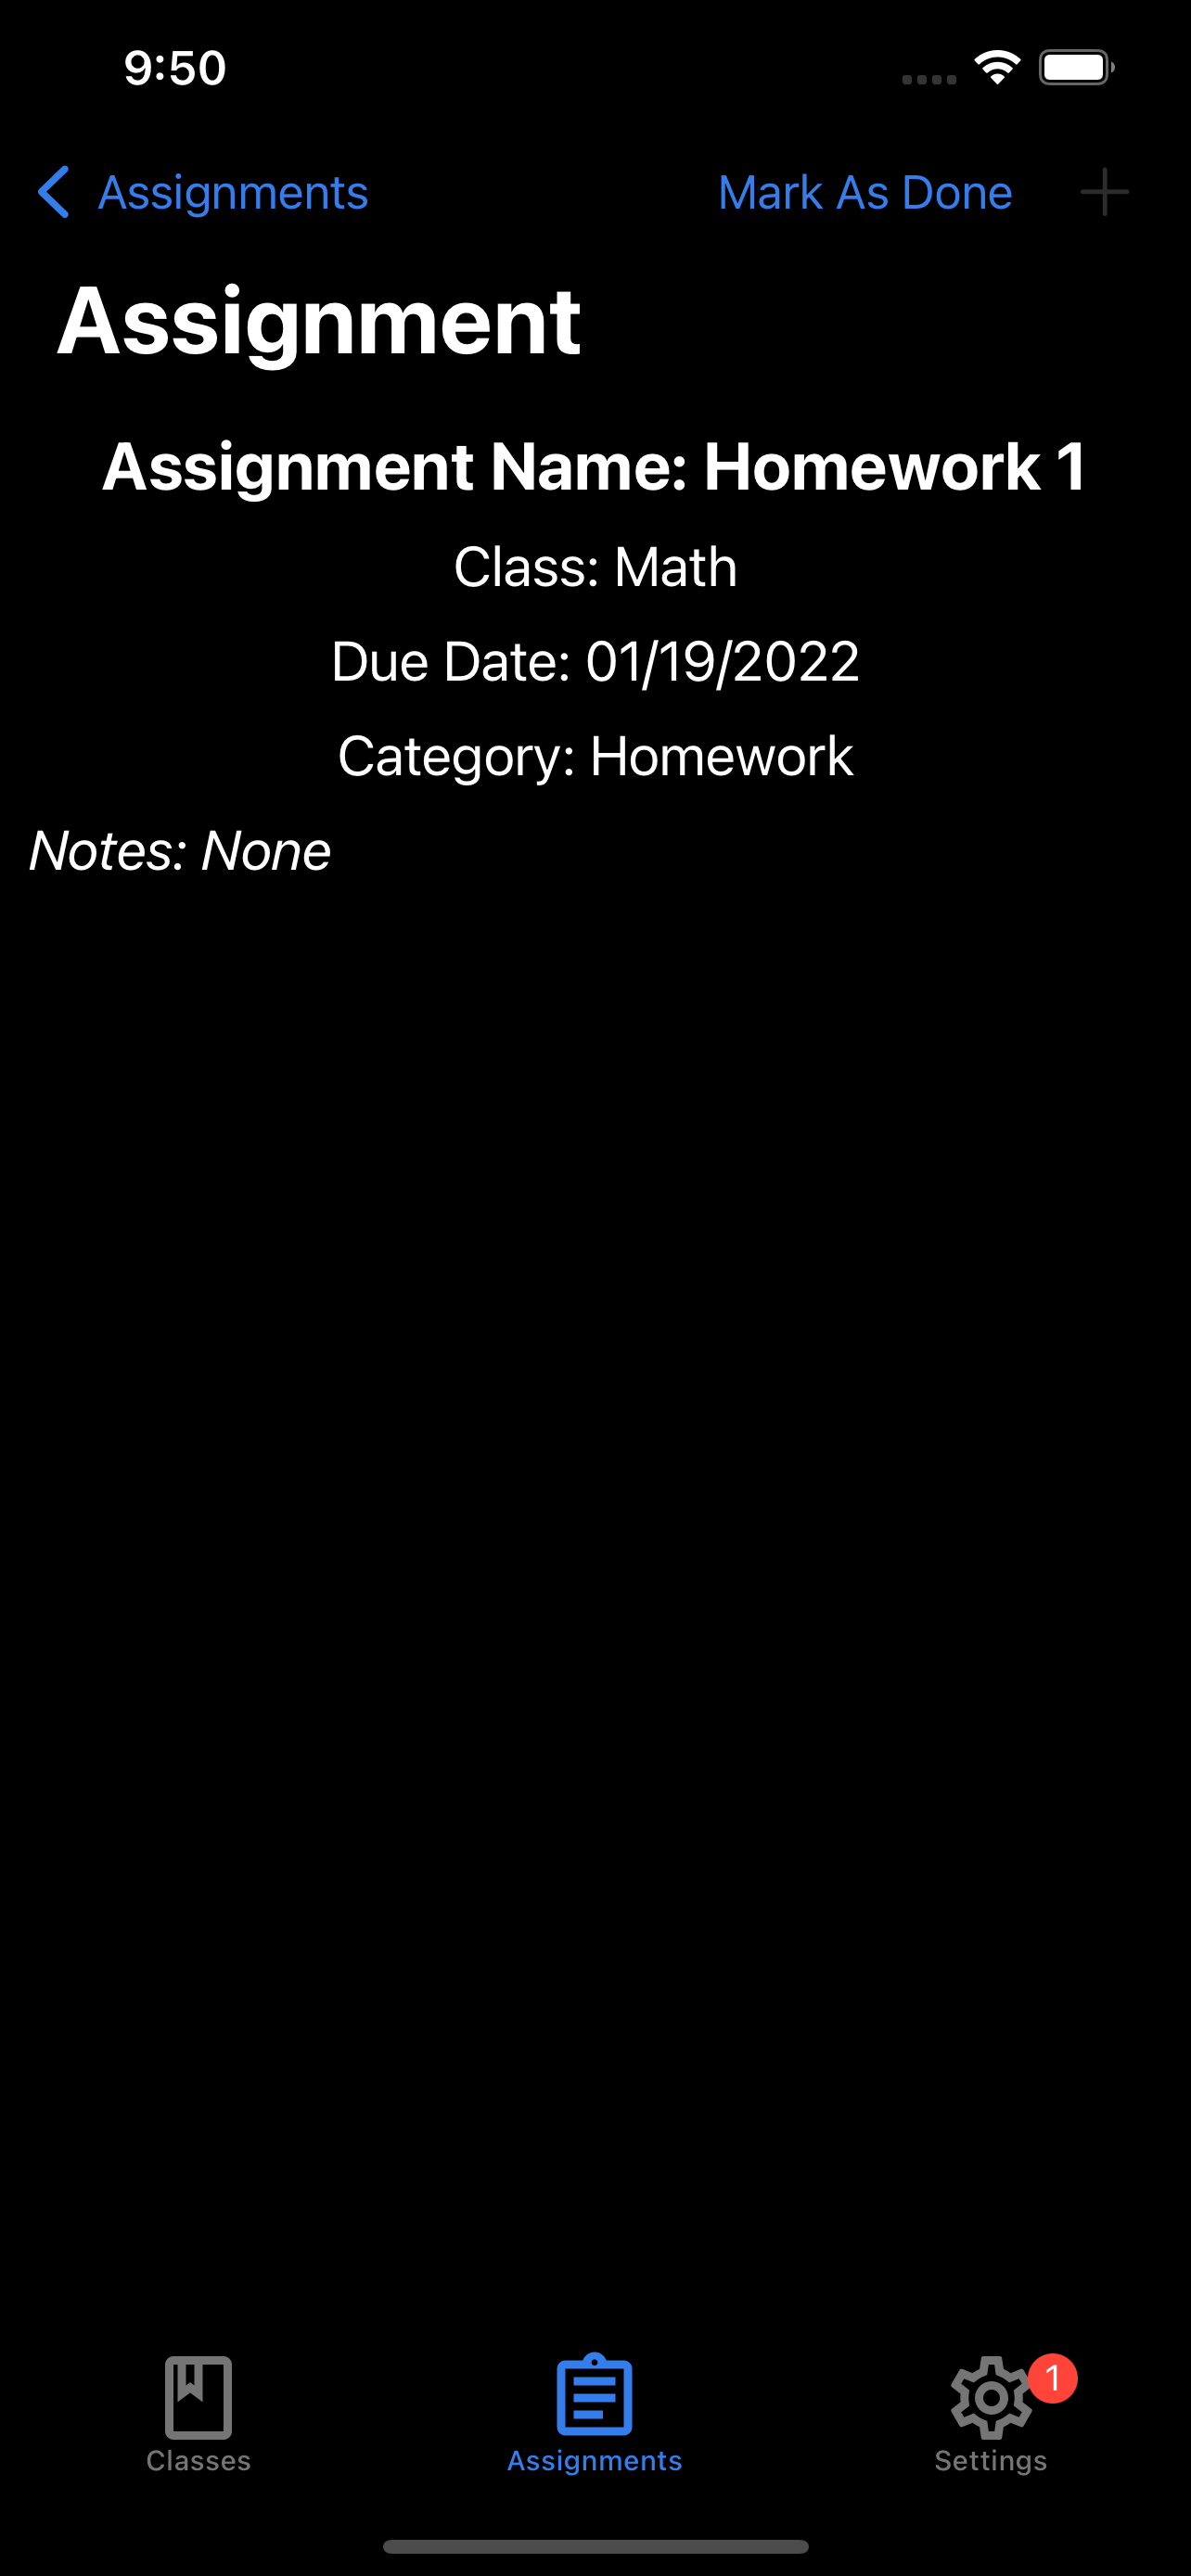 9:50
Assignments Mark As Done
Assignment
Assignment Name: Homework 1
Class: Math
Due Date: 01/19/2022
Category: Homework
Notes: None
1
Classes Assignments Settings